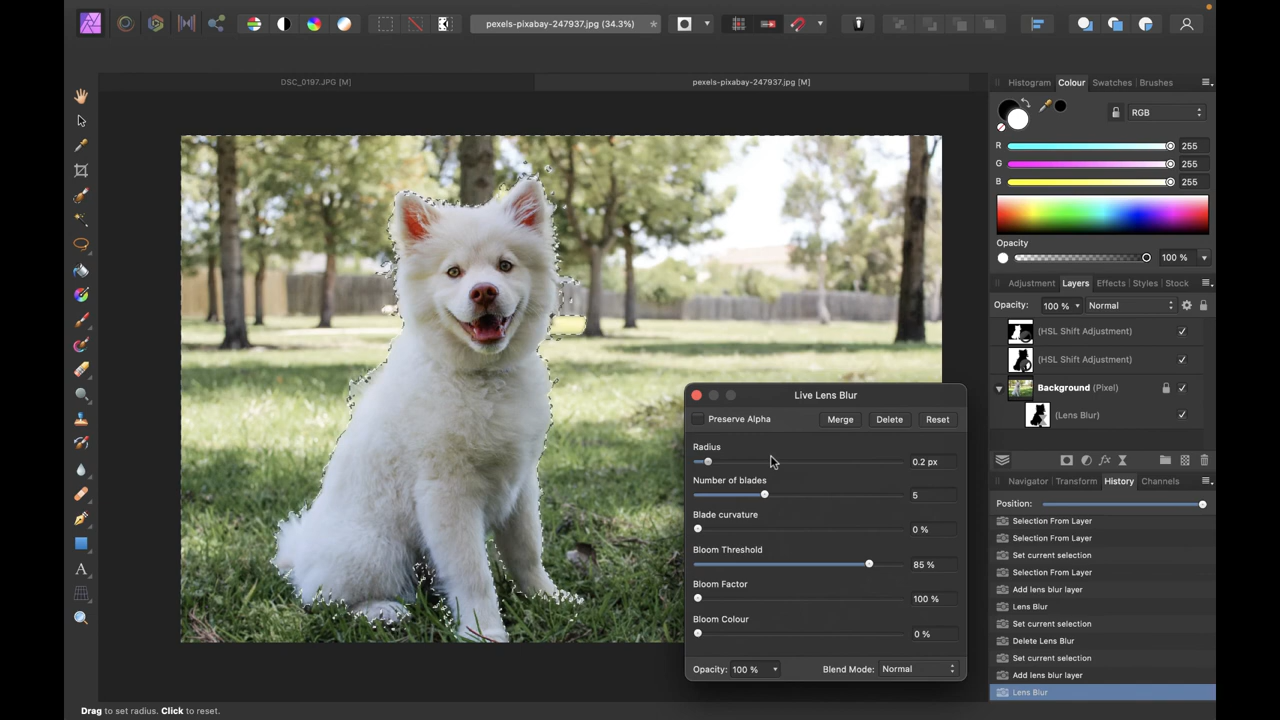 pexels-pixabay-247937.jpg (34.3%)
DSC_0197.JPG [M]
pexels-pixabay-247937.jpg [M]
Histogram Colour Swatches Brushes
RGB
R 255
G 255
B 255
Opacity
100 %
Adjustment Layers Effects Styles Stock
Opacity: 100 % Normal
(HSL Shift Adjustment)
(HSL Shift Adjustment)
Background (Pixel)
(Lens Blur)
Navigator Transform History Channels
Position:
Selection From Layer
Selection From Layer
Set current selection
Selection From Layer
Add lens blur layer
Lens Blur
Set current selection
Delete Lens Blur
Set current selection
Add lens blur layer
Lens Blur
Live Lens Blur
Preserve Alpha Merge Delete Reset
Radius
0.2 px
Number of blades
5
Blade curvature
0 %
Bloom Threshold
85 %
Bloom Factor
100 %
Bloom Colour
0 %
Opacity: 100 % Blend Mode: Normal
Drag to set radius. Click to reset.